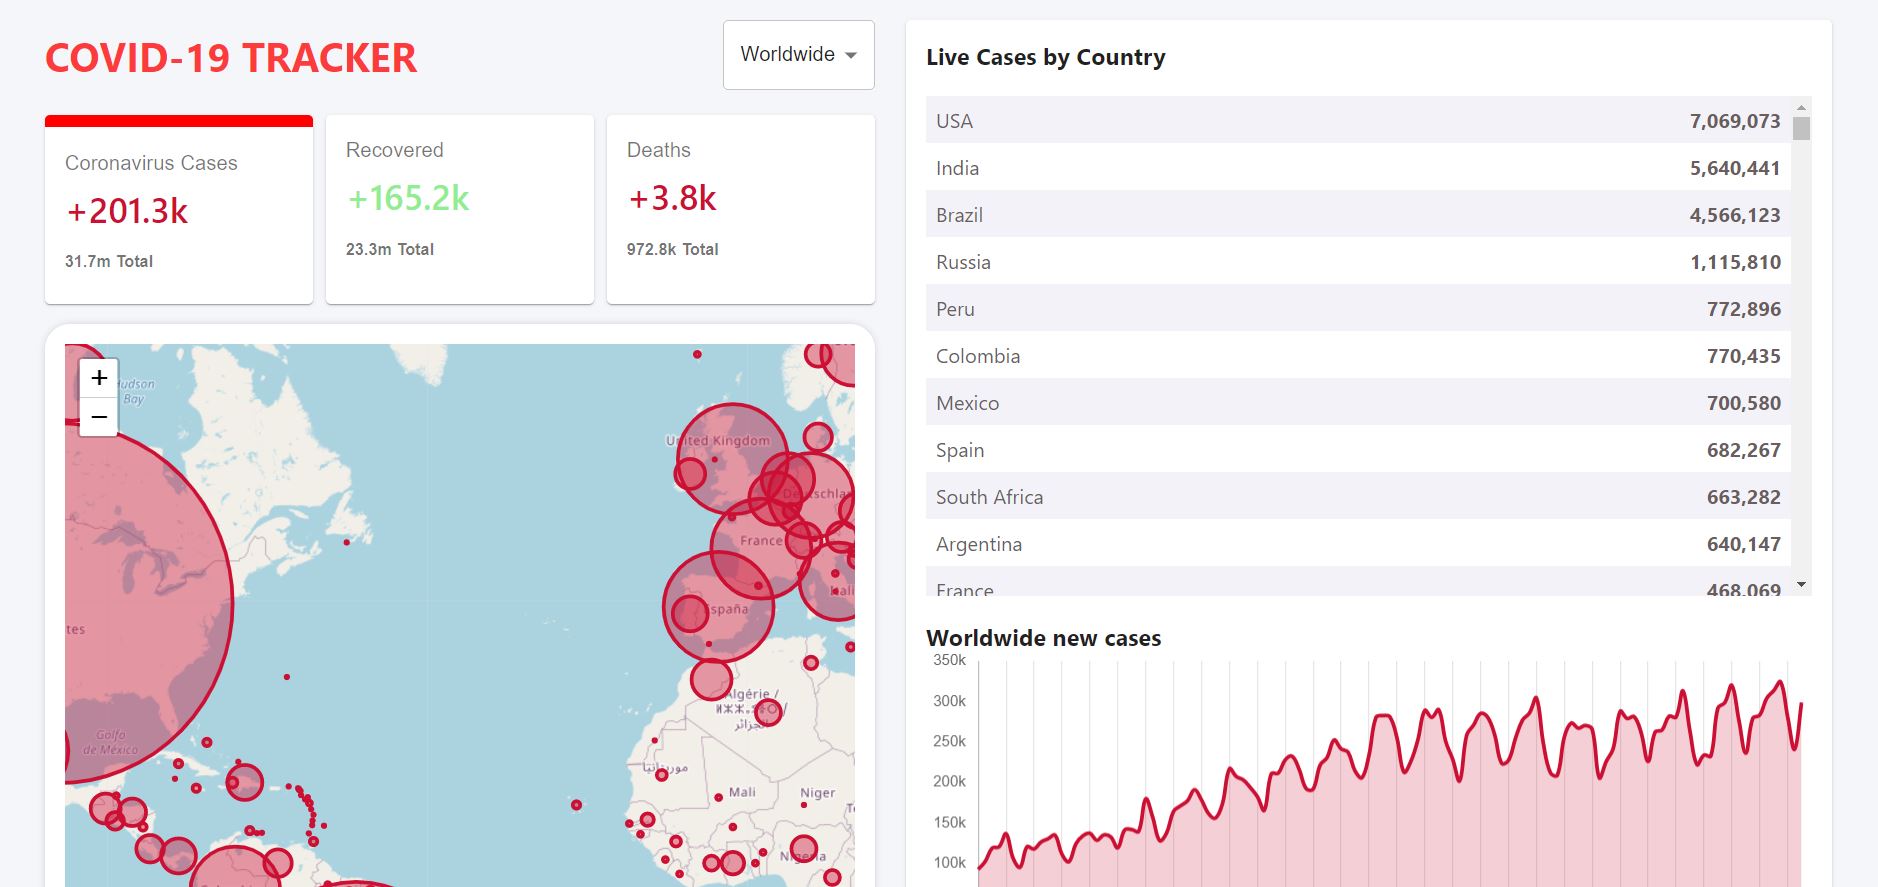 COVID-19 TRACKER
Worldwide
Coronavirus Cases
+201.3k
31.7m Total
Recovered
+165.2k
23.3m Total
Deaths
+3.8k
972.8k Total
+
−
Hudson
Bay
United Kingdom
Deutschla
France
Itali
España
tes
Golfo
de México
Algérie /
ⵍⵣⵣⴰⵢⴻⵔ /
الجزائر
موريتانيا
Mali
Niger
Nigeria
Live Cases by Country
USA 7,069,073
India 5,640,441
Brazil 4,566,123
Russia 1,115,810
Peru 772,896
Colombia 770,435
Mexico 700,580
Spain 682,267
South Africa 663,282
Argentina 640,147
France 468,069
Worldwide new cases
350k
300k
250k
200k
150k
100k